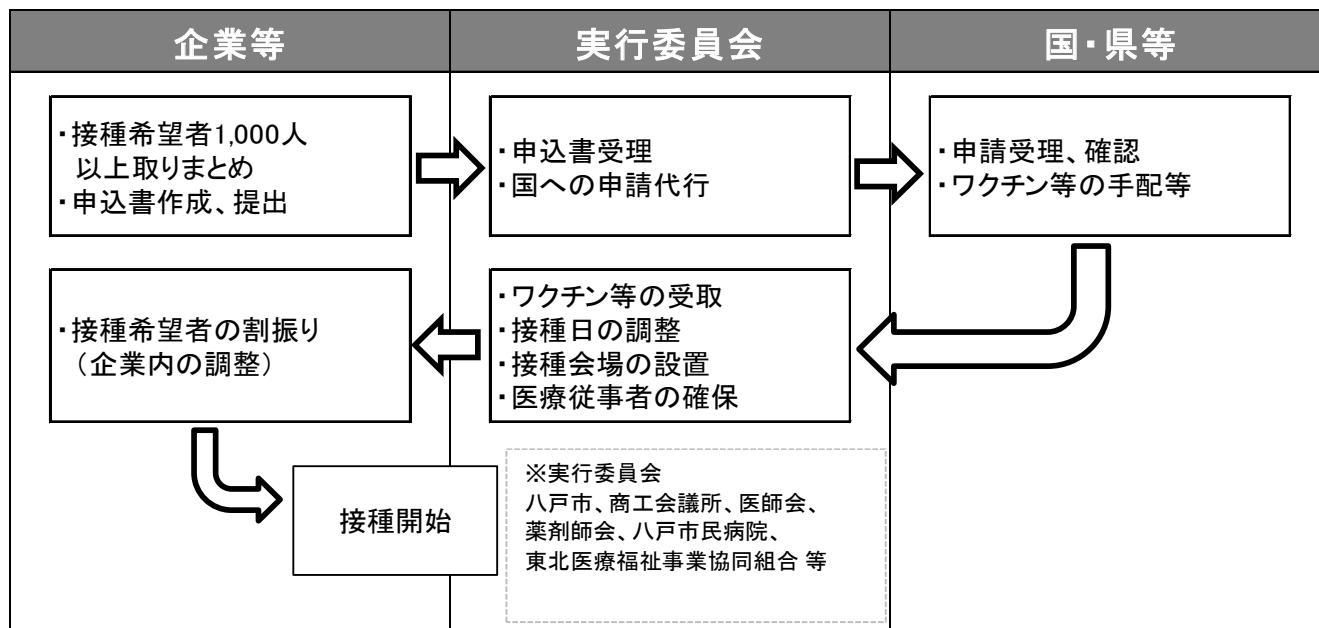 企業等
実行委員会
国・県等
・接種希望者1,000人
以上取りまとめ
・申込書作成、提出
・申込書受理
・国への申請代行
・申請受理、確認
・ワクチン等の手配等
・接種希望者の割振り
（企業内の調整）
・ワクチン等の受取
・接種日の調整
・接種会場の設置
・医療従事者の確保
接種開始
※実行委員会
八戸市、商工会議所、医師会、
薬剤師会、八戸市民病院、
東北医療福祉事業協同組合 等